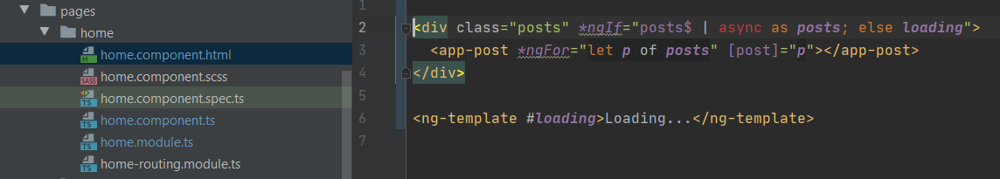 pages
home
home.component.html
home.component.scss
home.component.spec.ts
home.component.ts
home.module.ts
home-routing.module.ts
1
2 <div class="posts" *ngIf="posts$ | async as posts; else loading">
3 <app-post *ngFor="let p of posts" [post]="p"></app-post>
4 </div>
5
6 <ng-template #loading>Loading...</ng-template>
7